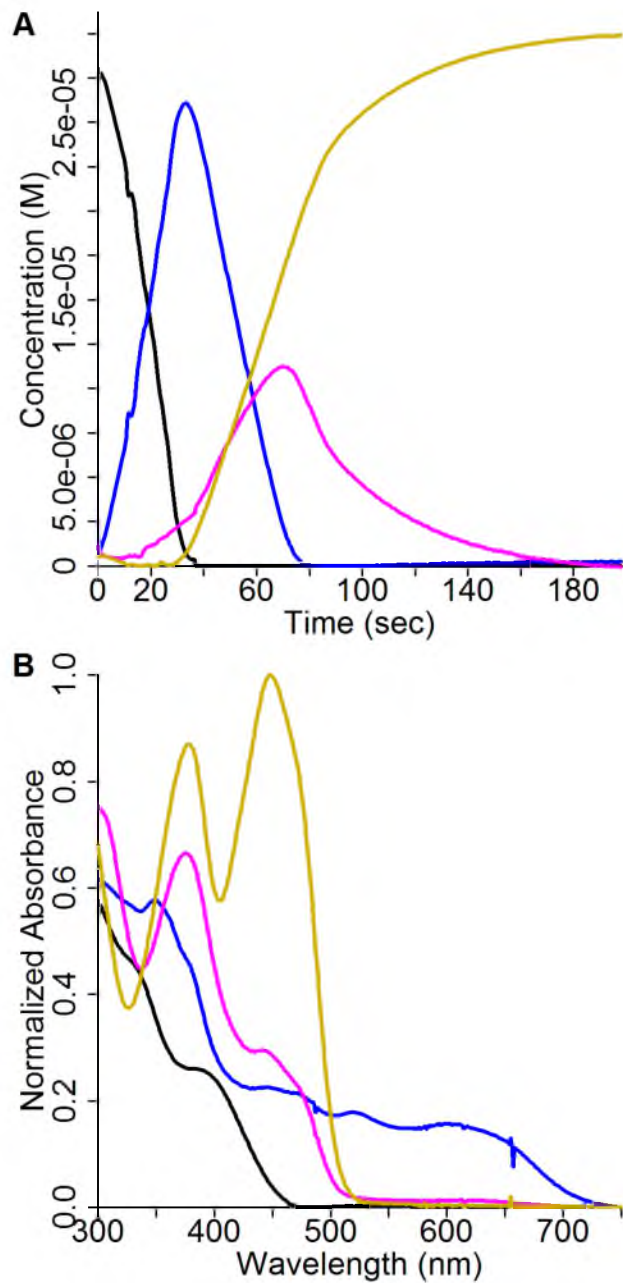 A
Concentration (M)
2.5e-05
1.5e-05
5.0e-06
0
0 20 60 100 140 180
Time (sec)
B
Normalized Absorbance
1.0
0.8
0.6
0.4
0.2
0.0
300 400 500 600 700
Wavelength (nm)